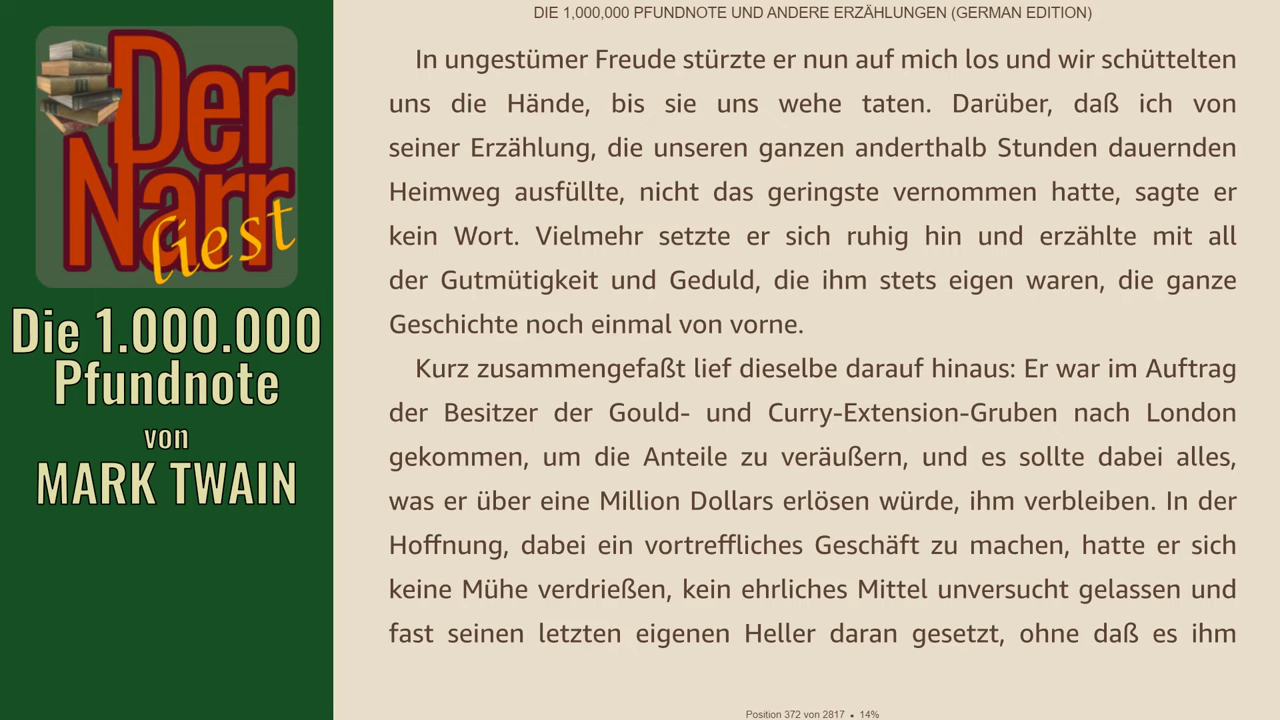 Der
Narr
liest
Die 1.000.000
Pfundnote
von
MARK TWAIN
DIE 1,000,000 PFUNDNOTE UND ANDERE ERZÄHLUNGEN (GERMAN EDITION)
In ungestümer Freude stürzte er nun auf mich los und wir schüttelten
uns die Hände, bis sie uns wehe taten. Darüber, daß ich von
seiner Erzählung, die unseren ganzen anderthalb Stunden dauernden
Heimweg ausfüllte, nicht das geringste vernommen hatte, sagte er
kein Wort. Vielmehr setzte er sich ruhig hin und erzählte mit all
der Gutmütigkeit und Geduld, die ihm stets eigen waren, die ganze
Geschichte noch einmal von vorne.
Kurz zusammengefaßt lief dieselbe darauf hinaus: Er war im Auftrag
der Besitzer der Gould- und Curry-Extension-Gruben nach London
gekommen, um die Anteile zu veräußern, und es sollte dabei alles,
was er über eine Million Dollars erlösen würde, ihm verbleiben. In der
Hoffnung, dabei ein vortreffliches Geschäft zu machen, hatte er sich
keine Mühe verdrießen, kein ehrliches Mittel unversucht gelassen und
fast seinen letzten eigenen Heller daran gesetzt, ohne daß es ihm
Position 372 von 2817 • 14%